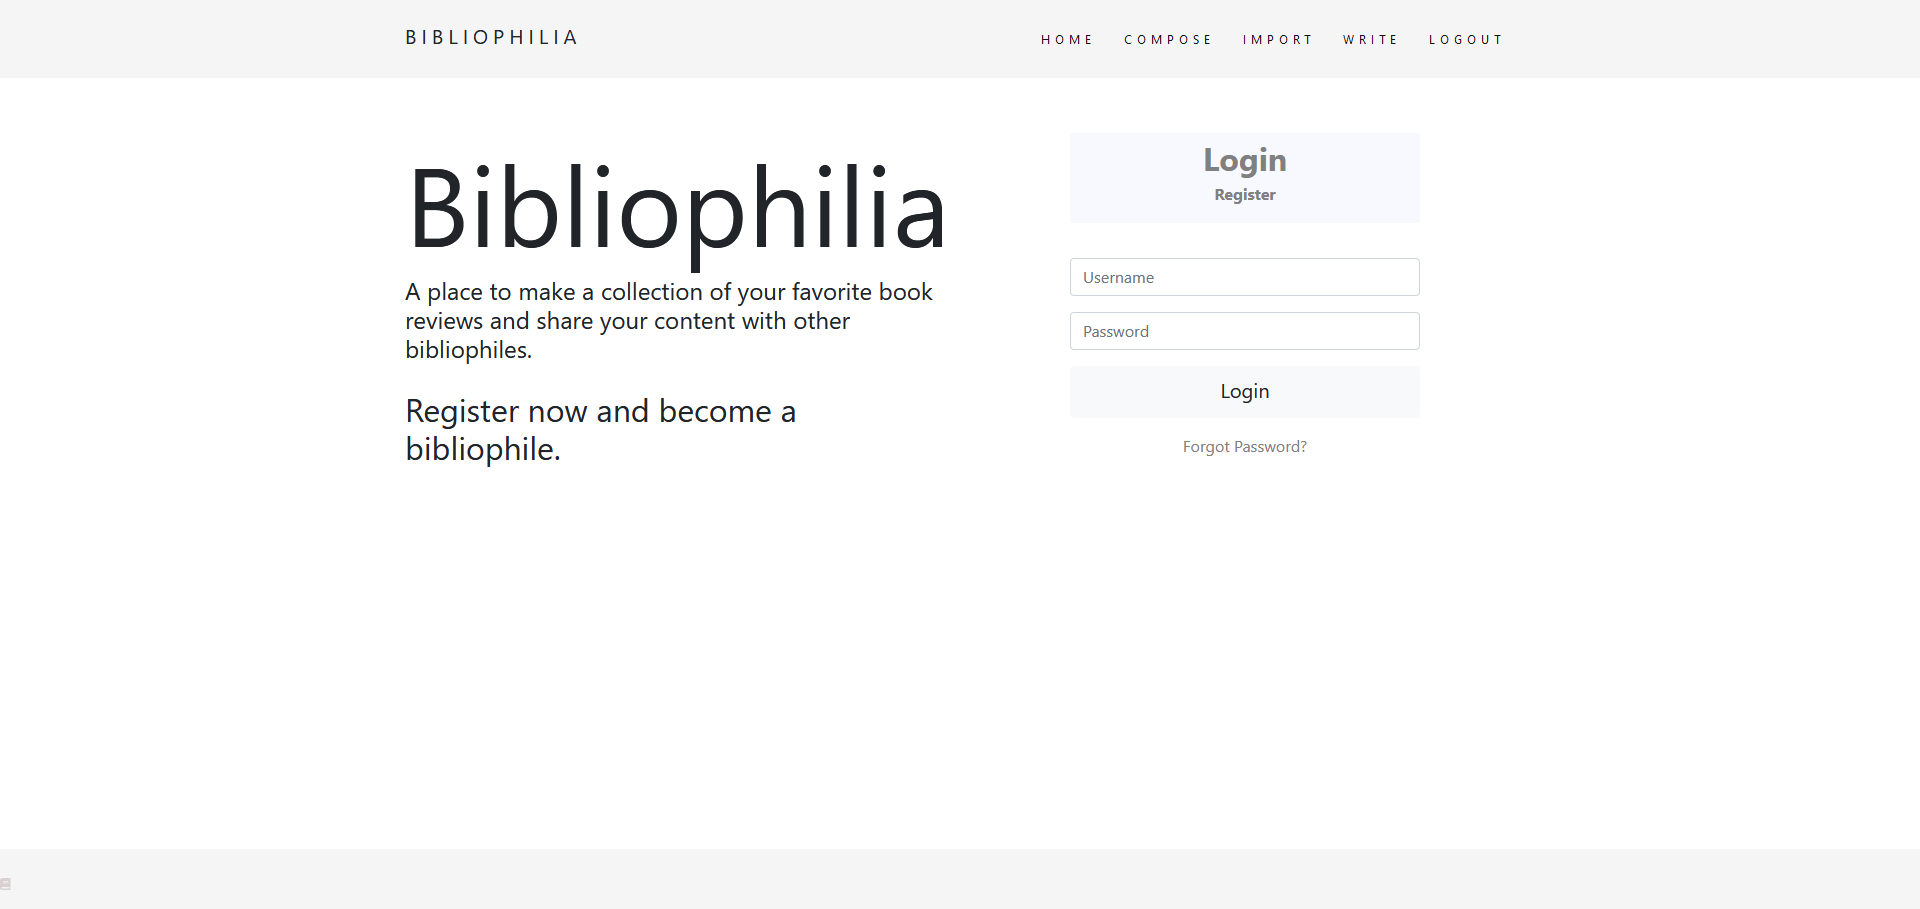 BIBLIOPHILIA
HOME COMPOSE IMPORT WRITE LOGOUT
Bibliophilia
A place to make a collection of your favorite book
reviews and share your content with other
bibliophiles.
Register now and become a
bibliophile.
Login
Register
Username
Password
Login
Forgot Password?